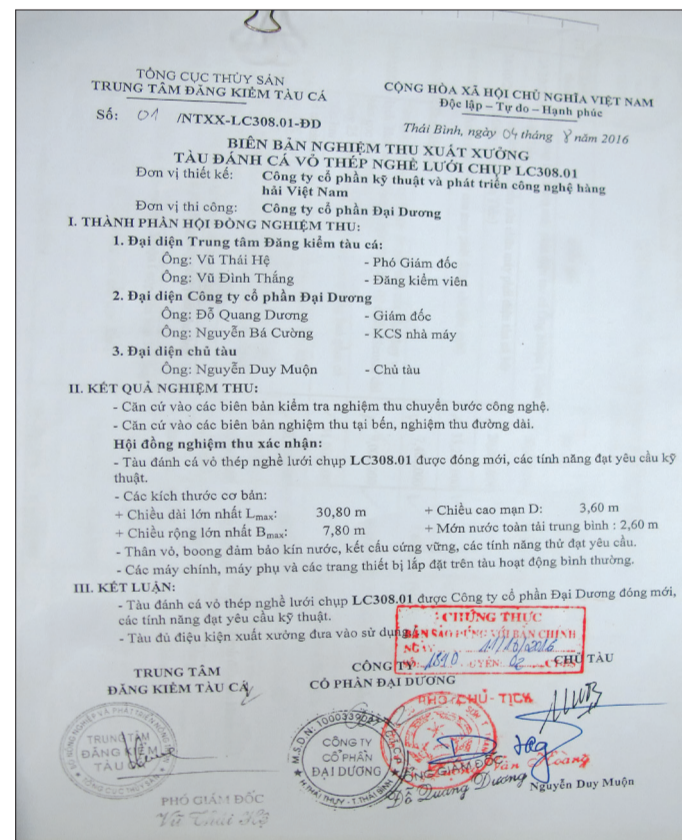 TỔNG CỤC THỦY SẢN
TRUNG TÂM ĐĂNG KIỂM TÀU CÁ
CỘNG HÒA XÃ HỘI CHỦ NGHĨA VIỆT NAM
Độc lập – Tự do – Hạnh phúc
Số: 01 /NTXX-LC308.01-ĐD
Thái Bình, ngày 04 tháng 8 năm 2016
BIÊN BẢN NGHIỆM THU XUẤT XƯỞNG
TÀU ĐÁNH CÁ VỎ THÉP NGHỀ LƯỚI CHỤP LC308.01
Đơn vị thiết kế: Công ty cổ phần kỹ thuật và phát triển công nghệ hàng
hải Việt Nam
Đơn vị thi công: Công ty cổ phần Đại Dương
I. THÀNH PHẦN HỘI ĐỒNG NGHIỆM THU:
1. Đại diện Trung tâm Đăng kiểm tàu cá:
Ông: Vũ Thái Hệ - Phó Giám đốc
Ông: Vũ Đình Thắng - Đăng kiểm viên
2. Đại diện Công ty cổ phần Đại Dương
Ông: Đỗ Quang Dương - Giám đốc
Ông: Nguyễn Bá Cường - KCS nhà máy
3. Đại diện chủ tàu
Ông: Nguyễn Duy Muộn - Chủ tàu
II. KẾT QUẢ NGHIỆM THU:
- Căn cứ vào các biên bản kiểm tra nghiệm thu chuyển bước công nghệ.
- Căn cứ vào các biên bản nghiệm thu tại bến, nghiệm thu đường dài.
Hội đồng nghiệm thu xác nhận:
- Tàu đánh cá vỏ thép nghề lưới chụp LC308.01 được đóng mới, các tính năng đạt yêu cầu kỹ
thuật.
- Các kích thước cơ bản:
+ Chiều dài lớn nhất Lmax: 30,80 m + Chiều cao mạn D: 3,60 m
+ Chiều rộng lớn nhất Bmax: 7,80 m + Mớn nước toàn tải trung bình : 2,60 m
- Thân vỏ, boong đảm bảo kín nước, kết cấu cứng vững, các tính năng thử đạt yêu cầu.
- Các máy chính, máy phụ và các trang thiết bị lắp đặt trên tàu hoạt động bình thường.
III. KẾT LUẬN:
- Tàu đánh cá vỏ thép nghề lưới chụp LC308.01 được Công ty cổ phần Đại Dương đóng mới,
các tính năng đạt yêu cầu kỹ thuật.
- Tàu đủ điều kiện xuất xưởng đưa vào sử dụng
CHỨNG THỰC
BẢN SAO ĐÚNG VỚI BẢN CHÍNH
NGÀY
QUYỂN:
TRUNG TÂM
ĐĂNG KIỂM TÀU CÁ
CÔNG TY
CỔ PHẦN ĐẠI DƯƠNG
CHỦ TÀU
PHÓ CHỦ TỊCH
TRUNG TÂM
ĐĂNG KIỂM
TÀU CÁ
TỔNG CỤC THỦY SẢN
CÔNG TY
CỔ PHẦN
ĐẠI DƯƠNG
H.THÁI THỤY - T.THÁI BÌNH
PHÓ GIÁM ĐỐC
Vũ Thái Hệ
Đỗ Quang Dương
Nguyễn Duy Muộn